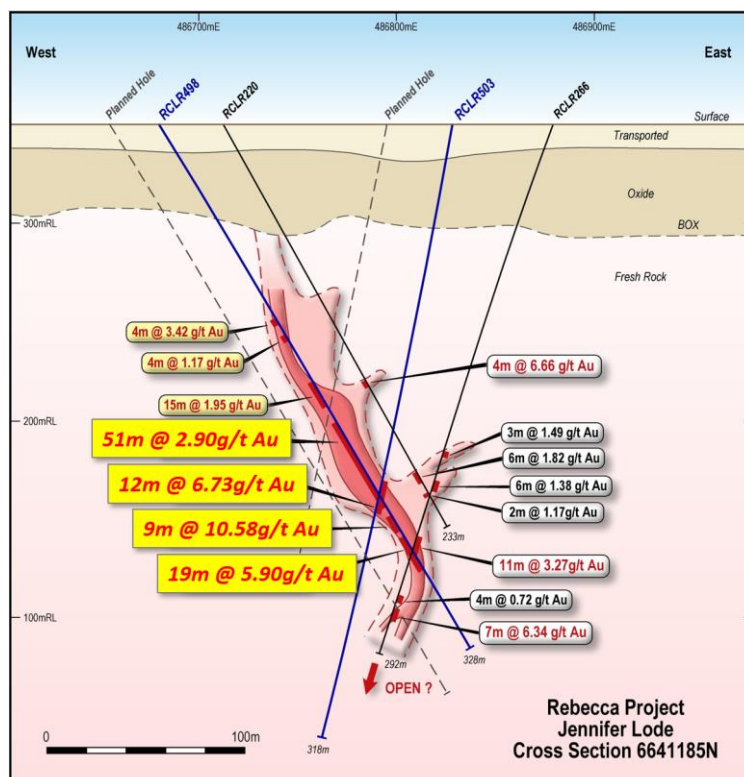 486700mE
486800mE
486900mE
West
East
Planned Hole
RCLR498
RCLR220
Planned Hole
RCLR503
RCLR266
Surface
Transported
Oxide
BOX
300mRL
Fresh Rock
4m @ 3.42 g/t Au
4m @ 1.17 g/t Au
4m @ 6.66 g/t Au
15m @ 1.95 g/t Au
200mRL
51m @ 2.90g/t Au
3m @ 1.49 g/t Au
6m @ 1.82 g/t Au
12m @ 6.73g/t Au
6m @ 1.38 g/t Au
2m @ 1.17g/t Au
9m @ 10.58g/t Au
233m
11m @ 3.27g/t Au
19m @ 5.90g/t Au
4m @ 0.72 g/t Au
100mRL
7m @ 6.34 g/t Au
328m
292m
OPEN ?
Rebecca Project
Jennifer Lode
Cross Section 6641185N
0
100m
318m